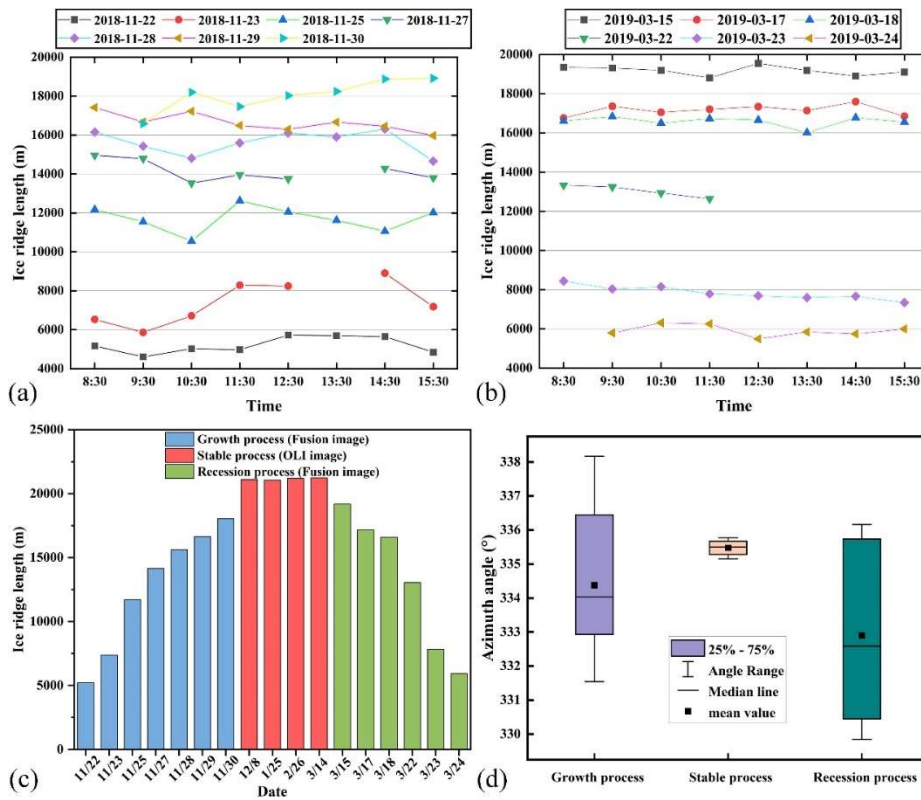 2018-11-22 2018-11-23 2018-11-25 2018-11-27
2018-11-28 2018-11-29 2018-11-30
20000
18000
16000
14000
12000
10000
8000
6000
4000
Ice ridge length (m)
8:30 9:30 10:30 11:30 12:30 13:30 14:30 15:30
Time
(a)
2019-03-15 2019-03-17 2019-03-18
2019-03-22 2019-03-23 2019-03-24
20000
18000
16000
14000
12000
10000
8000
6000
4000
Ice ridge length (m)
8:30 9:30 10:30 11:30 12:30 13:30 14:30 15:30
Time
(b)
25000
20000
15000
10000
5000
0
Ice ridge length (m)
Growth process (Fusion image)
Stable process (OLI image)
Recession process (Fusion image)
11/22 11/23 11/25 11/27 11/28 11/29 11/30 12/8 1/25 2/26 3/14 3/15 3/17 3/18 3/22 3/23 3/24
Date
(c)
338
337
336
334
333
332
331
330
Azimuth angle (°)
25% - 75%
Angle Range
Median line
mean value
Growth process Stable process Recession process
(d)